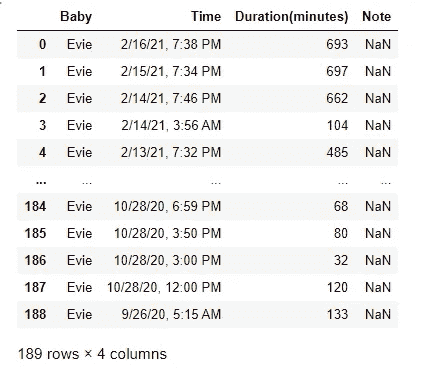 Baby Time Duration(minutes) Note
0 Evie 2/16/21, 7:38 PM 693 NaN
1 Evie 2/15/21, 7:34 PM 697 NaN
2 Evie 2/14/21, 7:46 PM 662 NaN
3 Evie 2/14/21, 3:56 AM 104 NaN
4 Evie 2/13/21, 7:32 PM 485 NaN
... ... ... ... ...
184 Evie 10/28/20, 6:59 PM 68 NaN
185 Evie 10/28/20, 3:50 PM 80 NaN
186 Evie 10/28/20, 3:00 PM 32 NaN
187 Evie 10/28/20, 12:00 PM 120 NaN
188 Evie 9/26/20, 5:15 AM 133 NaN
189 rows × 4 columns